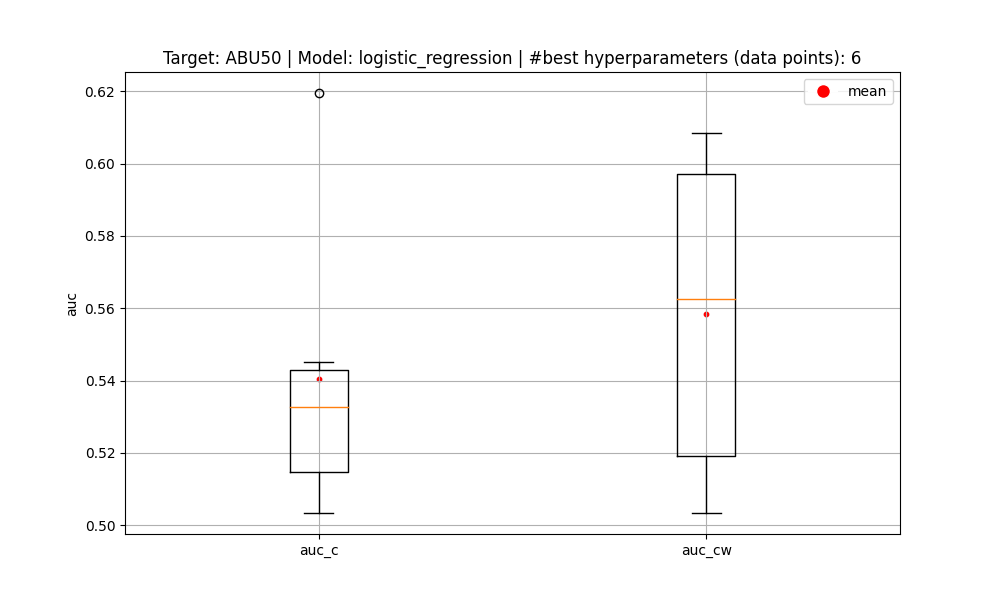 Target: ABU50 | Model: logistic_regression | #best hyperparameters (data points): 6
mean
0.62
0.60
0.58
0.56
0.54
0.52
0.50
auc
auc_c
auc_cw